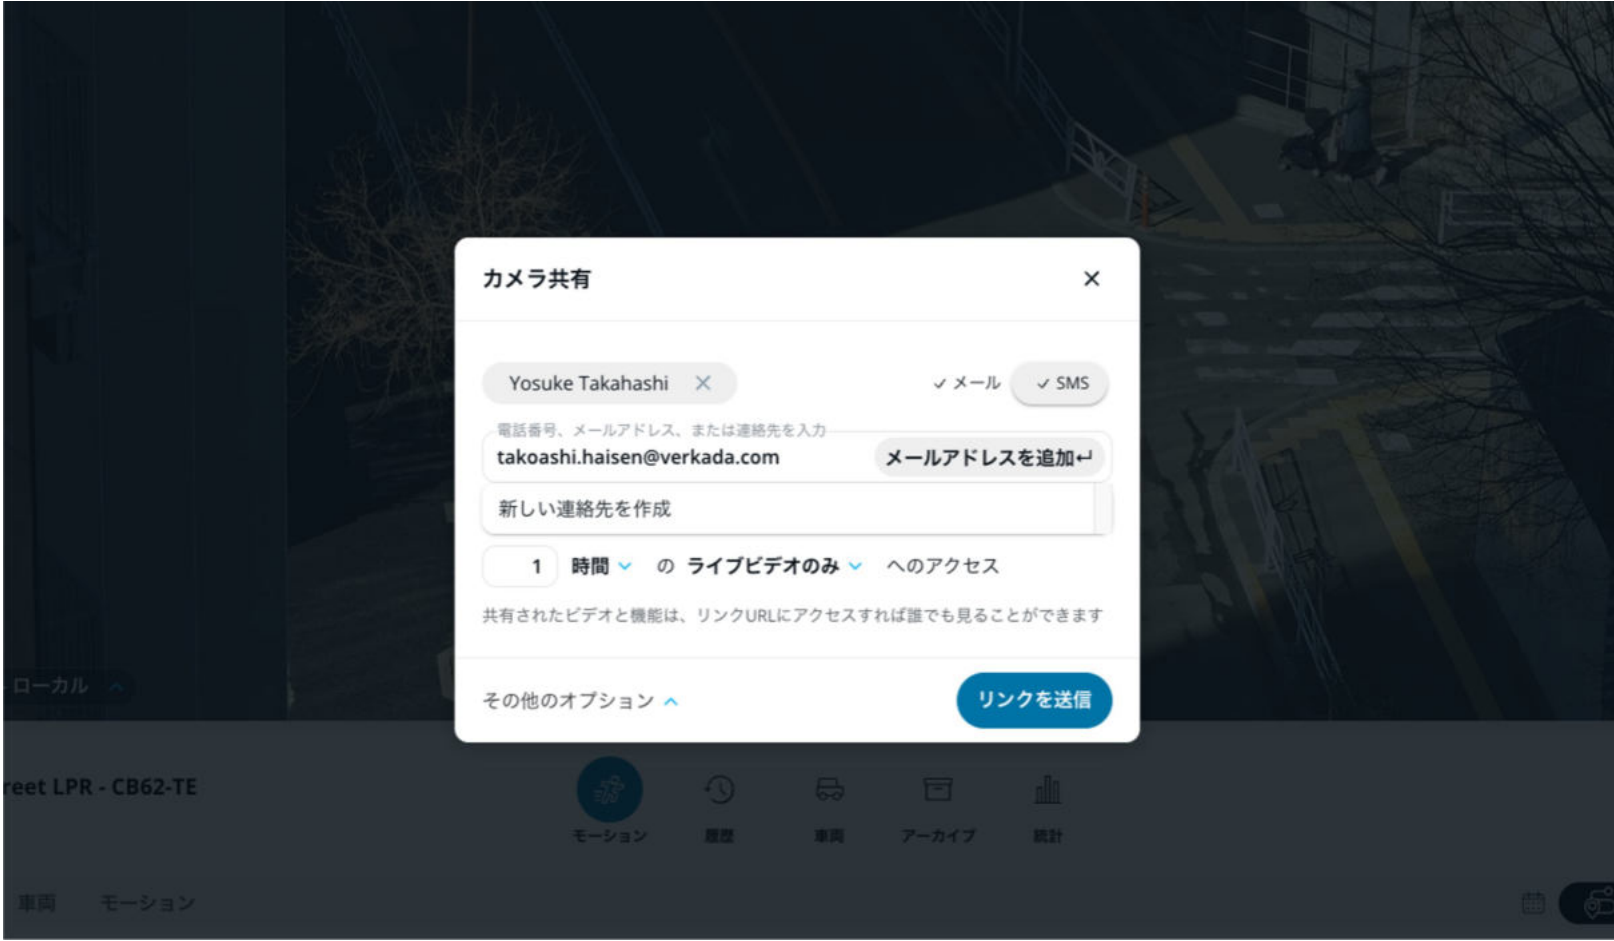 カメラ共有
Yosuke Takahashi
メール
SMS
電話番号、メールアドレス、または連絡先を入力
takoashi.haisen@verkada.com
メールアドレスを追加↵
新しい連絡先を作成
1 時間 の ライブビデオのみ へのアクセス
共有されたビデオと機能は、リンクURLにアクセスすれば誰でも見ることができます
ローカル
その他のオプション
リンクを送信
reet LPR - CB62-TE
モーション
履歴
車両
アーカイブ
統計
車両
モーション